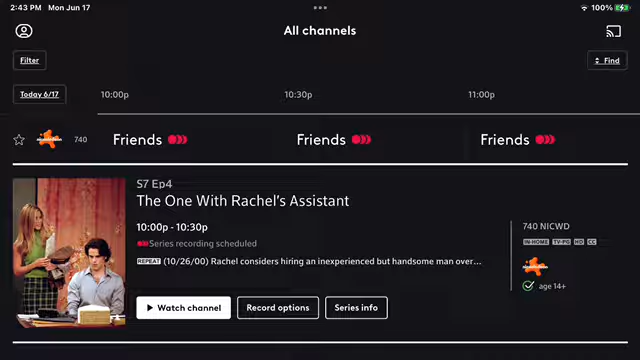 2:43 PM Mon Jun 17
100%
All channels
Filter
Find
Today 6/17
10:00p
10:30p
11:00p
740
Friends
Friends
Friends
S7 Ep4
The One With Rachel's Assistant
10:00p - 10:30p
Series recording scheduled
REPEAT (10/26/00) Rachel considers hiring an inexperienced but handsome man over...
740 NICWD
IN-HOME TV-PG HD CC
age 14+
Watch channel
Record options
Series info